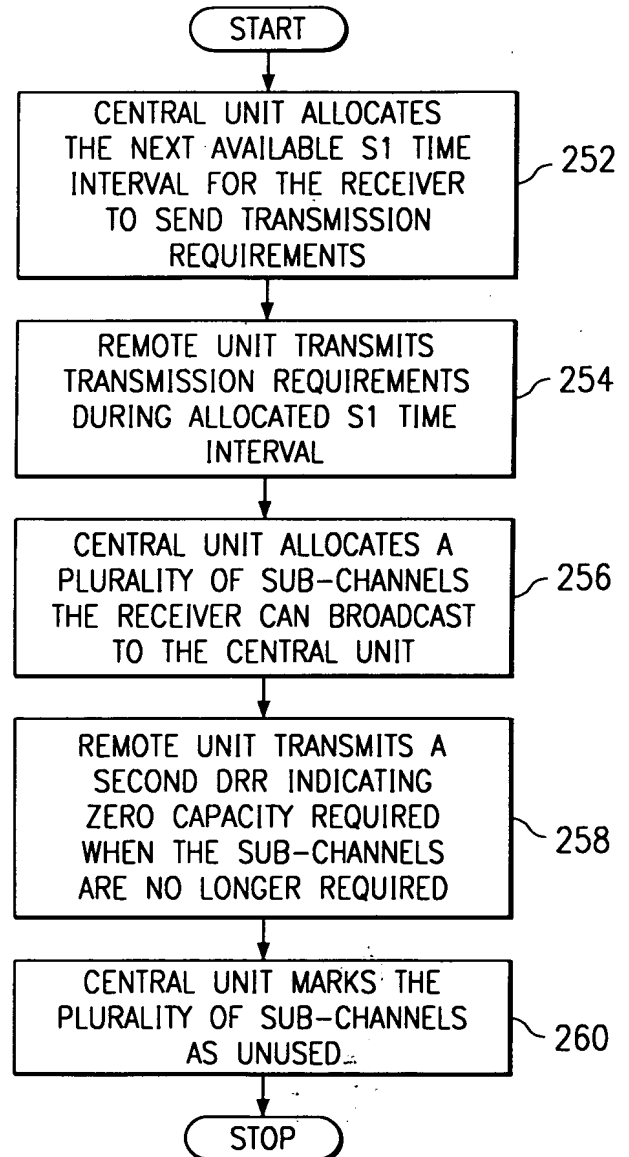 START
CENTRAL UNIT ALLOCATES
THE NEXT AVAILABLE S1 TIME
INTERVAL FOR THE RECEIVER
TO SEND TRANSMISSION
REQUIREMENTS
252
REMOTE UNIT TRANSMITS
TRANSMISSION REQUIREMENTS
DURING ALLOCATED S1 TIME
INTERVAL
254
CENTRAL UNIT ALLOCATES A
PLURALITY OF SUB-CHANNELS
THE RECEIVER CAN BROADCAST
TO THE CENTRAL UNIT
256
REMOTE UNIT TRANSMITS A
SECOND DRR INDICATING
ZERO CAPACITY REQUIRED
WHEN THE SUB-CHANNELS
ARE NO LONGER REQUIRED
258
CENTRAL UNIT MARKS THE
PLURALITY OF SUB-CHANNELS
AS UNUSED
260
STOP